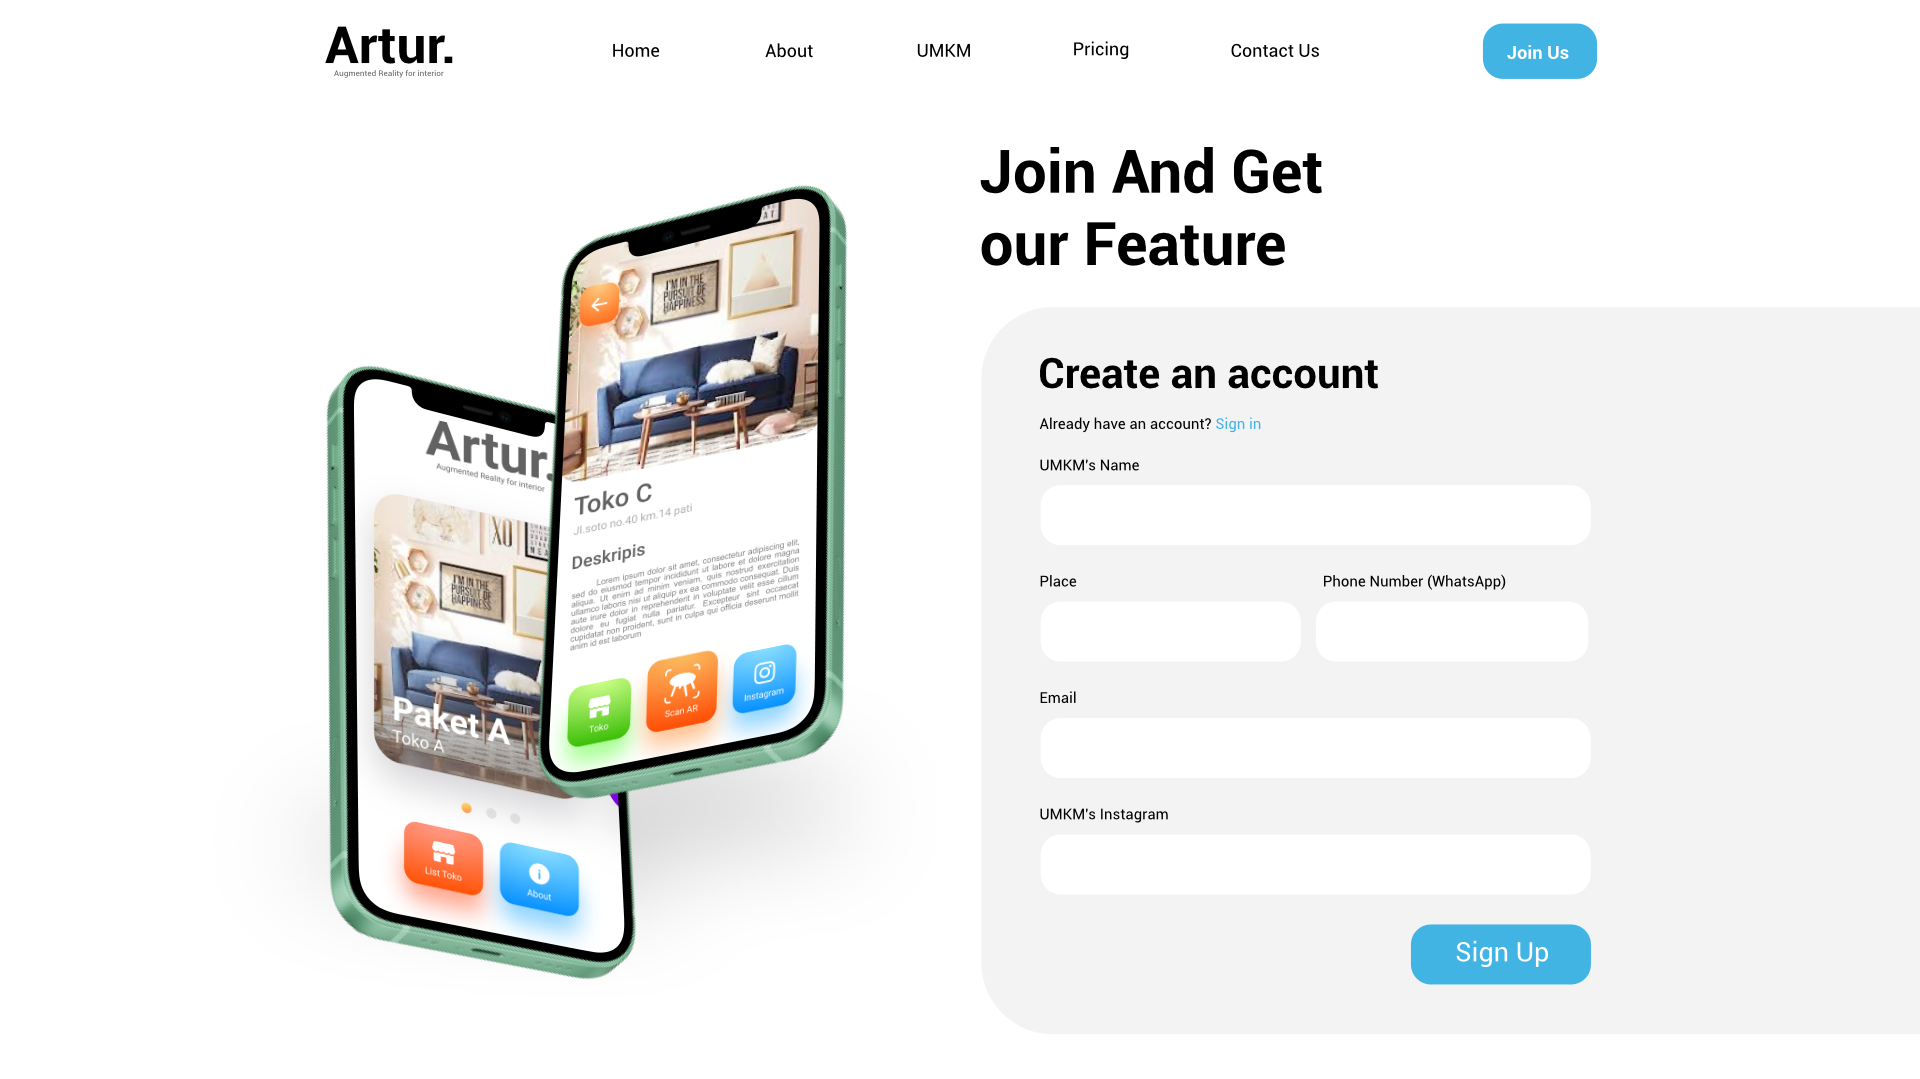 Artur.
Augmented Reality for interior
Home
About
UMKM
Pricing
Contact Us
Join Us
Join And Get
our Feature
Create an account
Already have an account? Sign in
UMKM's Name
Place
Phone Number (WhatsApp)
Email
UMKM's Instagram
Sign Up
I'M IN THE
PURSUIT OF
HAPPINESS
Toko C
Jl.soto no.40 km.14 pati
Deskripis
Lorem ipsum dolor sit amet, consectetur adipiscing elit,
sed do eiusmod tempor incididunt ut labore et dolore magna
aliqua. Ut enim ad minim veniam, quis nostrud exercitation
ullamco laboris nisi ut aliquip ex ea commodo consequat. Duis
aute irure dolor in reprehenderit in voluptate velit esse cillum
dolore eu fugiat nulla pariatur. Excepteur sint occaecat
cupidatat non proident, sunt in culpa qui officia deserunt mollit
anim id est laborum
Toko
Scan AR
Instagram
Artur.
Augmented Reality for interior
XO
I'M IN THE
PURSUIT OF
HAPPINESS
Paket A
Toko A
List Toko
About